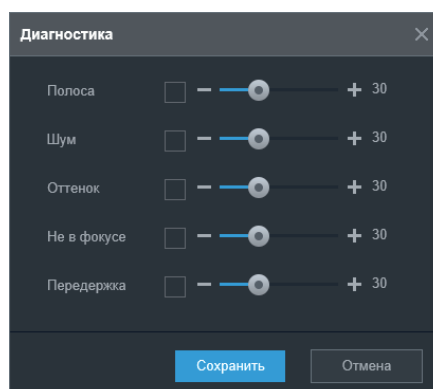 Диагностика
Полоса 30
Шум 30
Оттенок 30
Не в фокусе 30
Передержка 30
Сохранить Отмена